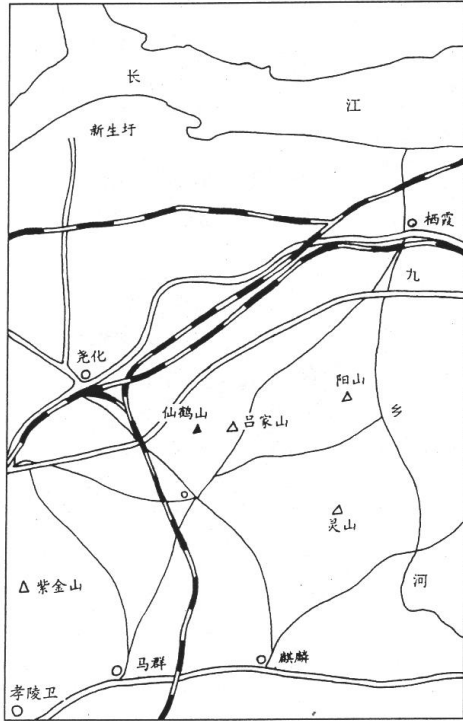 长
江
新生圩
栖霞
九
尧化
阳山
仙鹤山
吕家山
乡
灵山
紫金山
河
马群
麒麟
孝陵卫